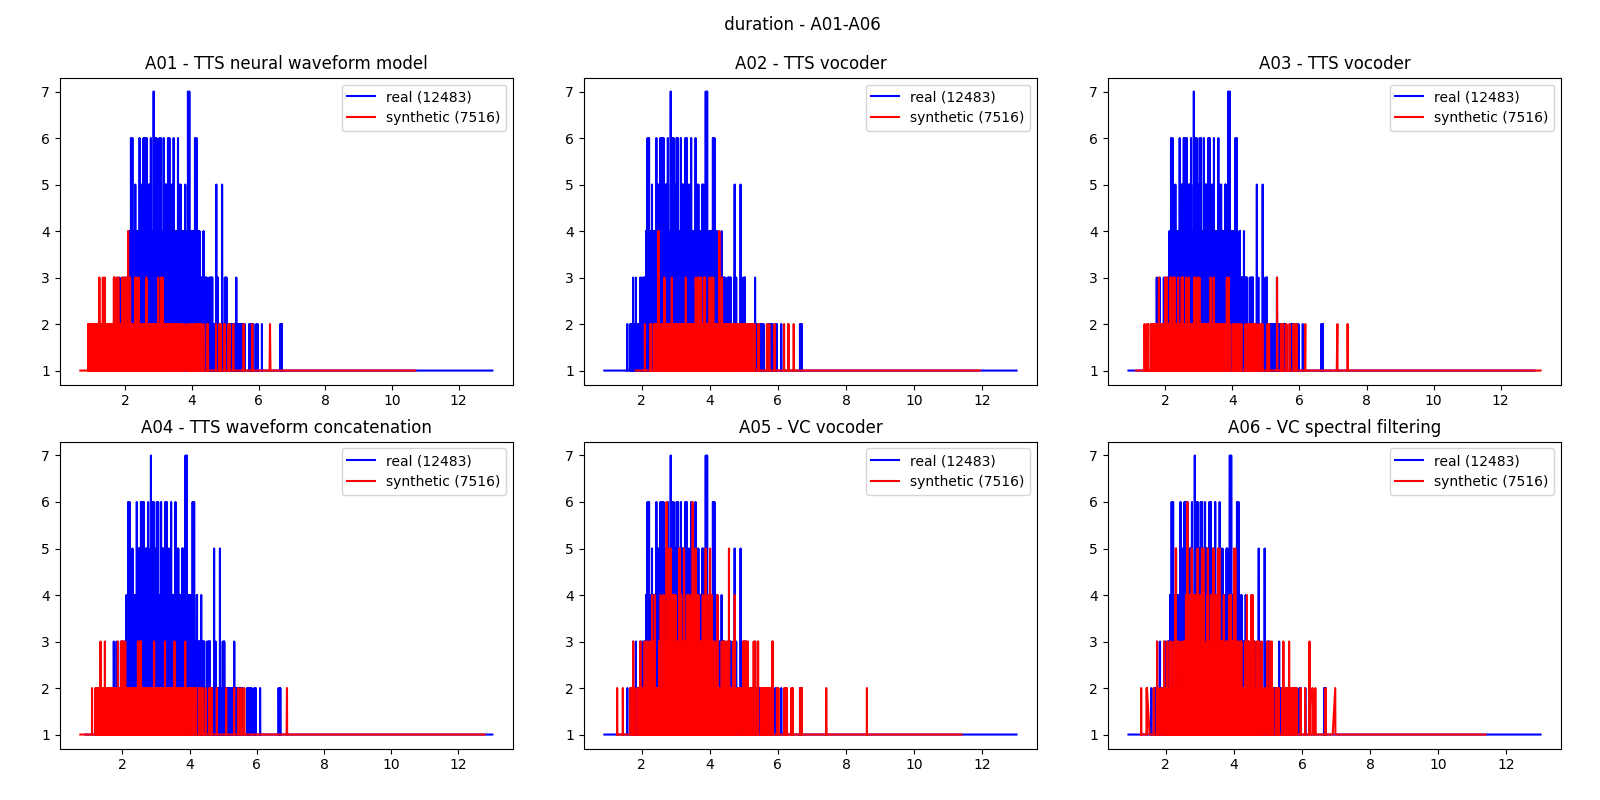 duration - A01-A06
A01 - TTS neural waveform model
real (12483)
synthetic (7516)
7
6
5
4
3
2
1
2 4 6 8 10 12
A02 - TTS vocoder
real (12483)
synthetic (7516)
7
6
5
4
3
2
1
2 4 6 8 10 12
A03 - TTS vocoder
real (12483)
synthetic (7516)
7
6
5
4
3
2
1
2 4 6 8 10 12
A04 - TTS waveform concatenation
real (12483)
synthetic (7516)
7
6
5
4
3
2
1
2 4 6 8 10 12
A05 - VC vocoder
real (12483)
synthetic (7516)
7
6
5
4
3
2
1
2 4 6 8 10 12
A06 - VC spectral filtering
real (12483)
synthetic (7516)
7
6
5
4
3
2
1
2 4 6 8 10 12